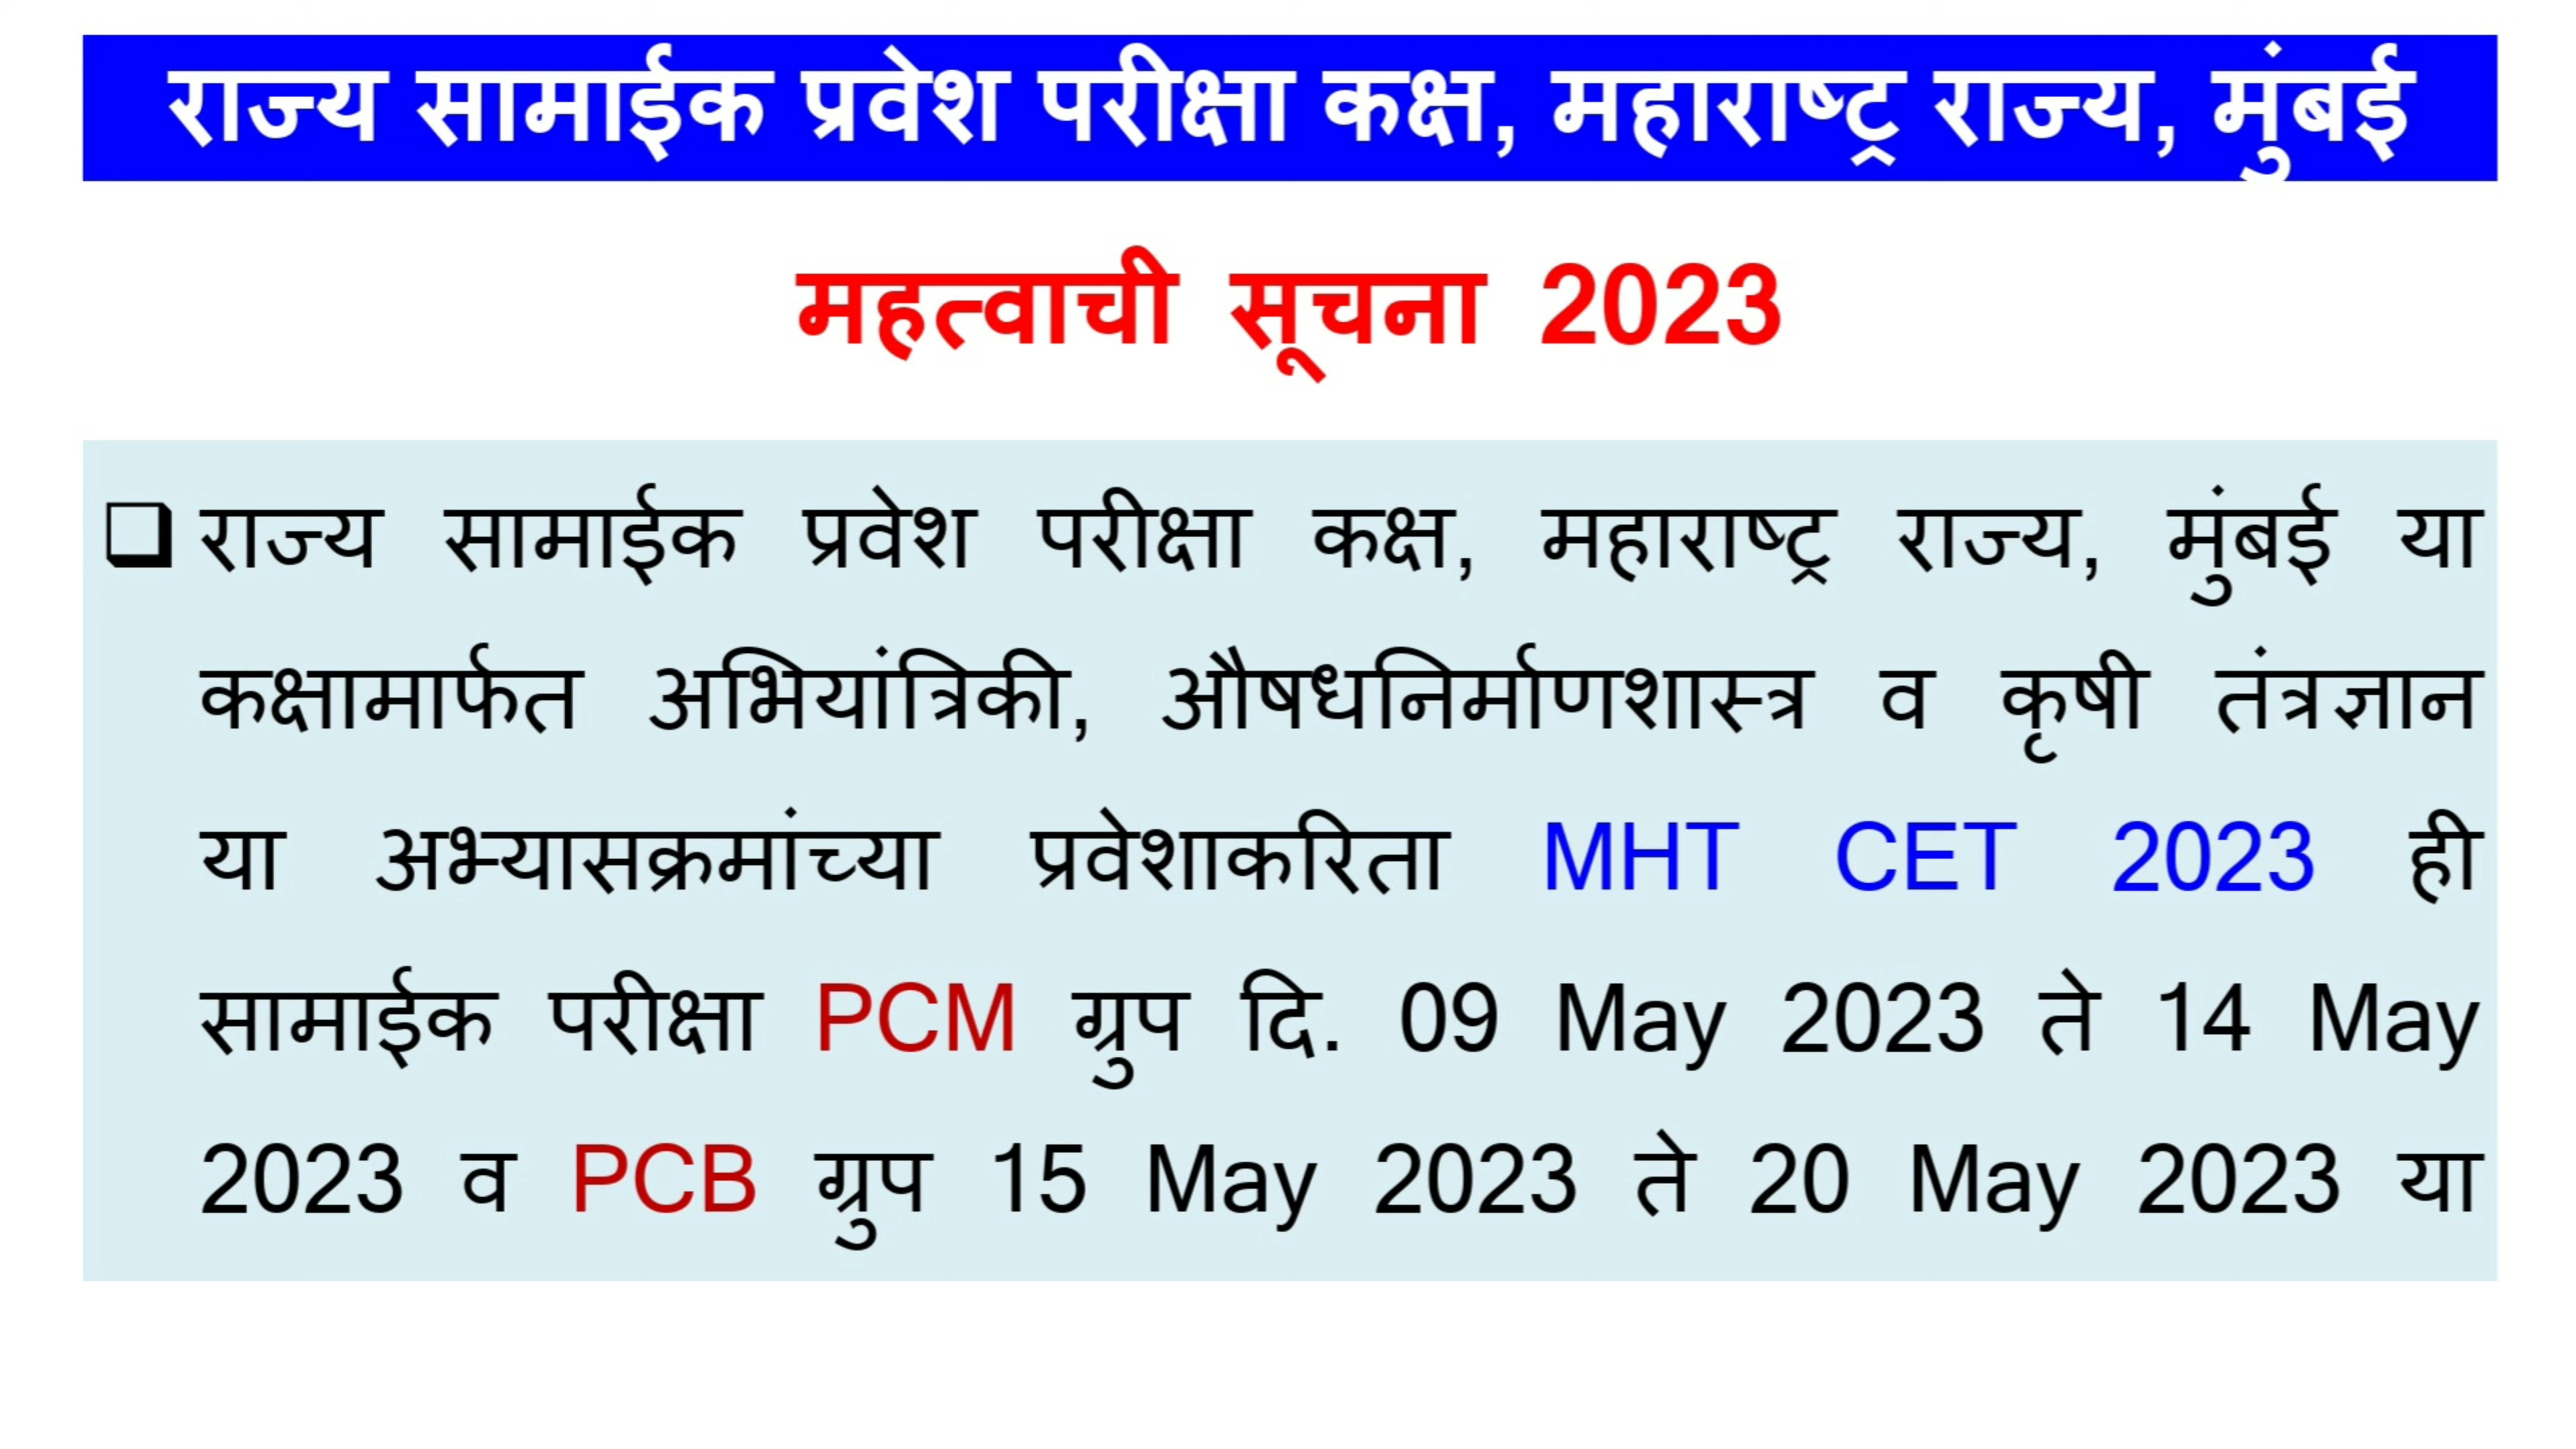 राज्य सामाईक प्रवेश परीक्षा कक्ष, महाराष्ट्र राज्य, मुंबई
महत्वाची सूचना 2023
राज्य सामाईक प्रवेश परीक्षा कक्ष, महाराष्ट्र राज्य, मुंबई या
कक्षामार्फत अभियांत्रिकी, औषधनिर्माणशास्त्र व कृषी तंत्रज्ञान
या अभ्यासक्रमांच्या प्रवेशाकरिता MHT CET 2023 ही
सामाईक परीक्षा PCM ग्रुप दि. 09 May 2023 ते 14 May
2023 व PCB ग्रुप 15 May 2023 ते 20 May 2023 या